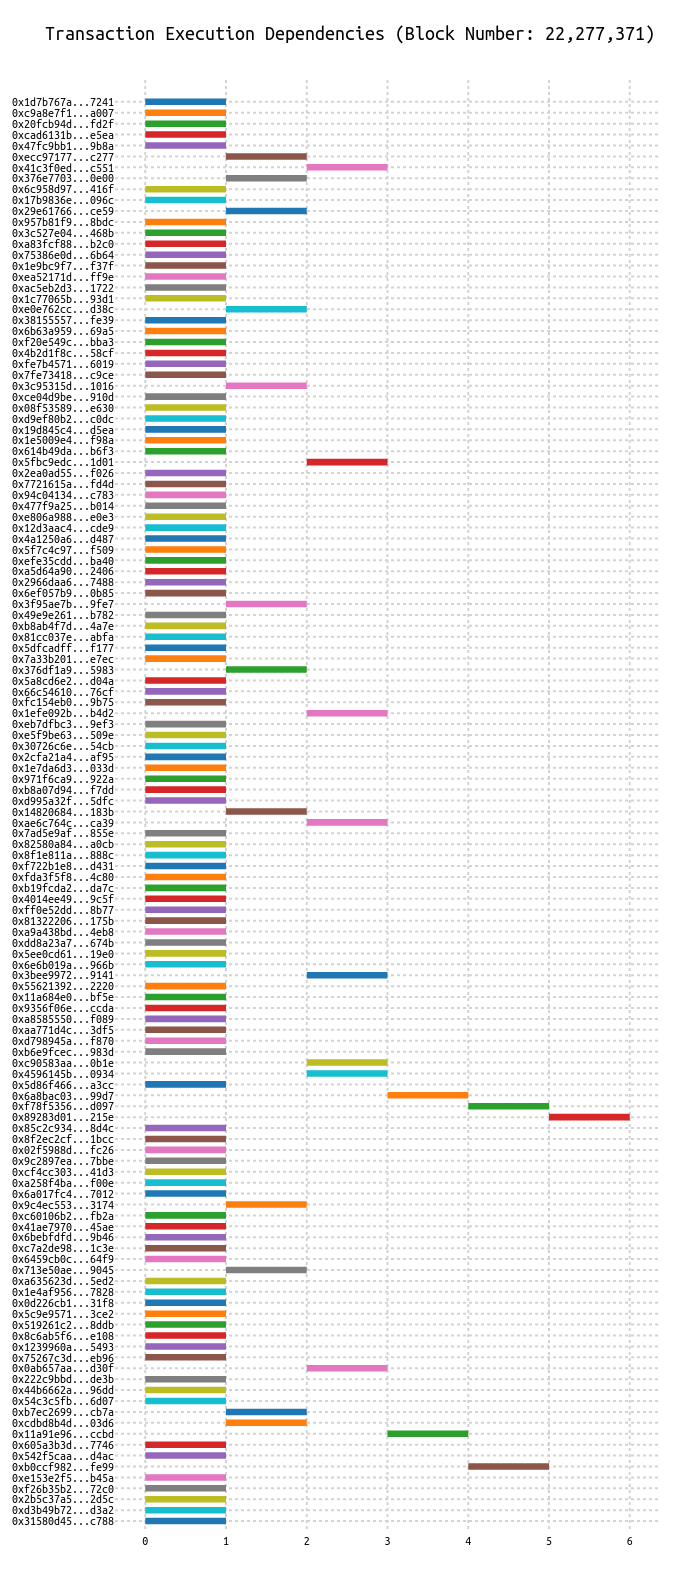 Transaction Execution Dependencies (Block Number: 22,277,371)
0x1d7b767a...7241
0xc9a8e7f1...a007
0x20fcb94d...fd2f
0xcad6131b...e5ea
0x47fc9bb1...9b8a
0xecc97177...c277
0x41c3f0ed...c551
0x376e7703...0e00
0x6c958d97...416f
0x17b9836e...096c
0x29e61766...ce59
0x957b81f9...8bdc
0x3c527e04...468b
0xa83fcf88...b2c0
0x75386e0d...6b64
0x1e9bc9f7...f37f
0xea52171d...ff9e
0xac5eb2d3...1722
0x1c77065b...93d1
0xe0e762cc...d38c
0x38155557...fe39
0x6b63a959...69a5
0xf20e549c...bba3
0x4b2d1f8c...58cf
0xfe7b4571...6019
0x7fe73418...c9ce
0x3c95315d...1016
0xce04d9be...910d
0x08f53589...e630
0xd9ef80b2...c0dc
0x19d845c4...d5ea
0x1e5009e4...f98a
0x614b49da...b6f3
0x5fbc9edc...1d01
0x2ea0ad55...f026
0x7721615a...fd4d
0x94c04134...c783
0x477f9a25...b014
0xe806a988...e0e3
0x12d3aac4...cde9
0x4a1250a6...d487
0x5f7c4c97...f509
0xefe35cdd...ba40
0xa5d64a90...2406
0x2966daa6...7488
0x6ef057b9...0b85
0x3f95ae7b...9fe7
0x49e9e261...b782
0xb8ab4f7d...4a7e
0x81cc037e...abfa
0x5dfcadff...f177
0x7a33b201...e7ec
0x376df1a9...5983
0x5a8cd6e2...d04a
0x66c54610...76cf
0xfc154eb0...9b75
0x1efe092b...b4d2
0xeb7dfbc3...9ef3
0xe5f9be63...509e
0x30726c6e...54cb
0x2cfa21a4...af95
0x1e7da6d3...033d
0x971f6ca9...922a
0xb8a07d94...f7dd
0xd995a32f...5dfc
0x14820684...183b
0xae6c764c...ca39
0x7ad5e9af...855e
0x82580a84...a0cb
0x8f1e811a...888c
0xf722b1e8...d431
0xfda3f5f8...4c80
0xb19fcda2...da7c
0x4014ee49...9c5f
0xff0e52dd...8b77
0x81322206...175b
0xa9a438bd...4eb8
0xdd8a23a7...674b
0x5ee0cd61...19e0
0x6e6b019a...966b
0x3bee9972...9141
0x55621392...2220
0x11a684e0...bf5e
0x9356f06e...ccda
0xa8585550...f089
0xaa771d4c...3df5
0xd798945a...f870
0xb6e9fcec...983d
0xc90583aa...0b1e
0x4596145b...0934
0x5d86f466...a3cc
0x6a8bac03...99d7
0xf78f5356...d097
0x89283d01...215e
0x85c2c934...8d4c
0x8f2ec2cf...1bcc
0x02f5988d...fc26
0x9c2897ea...7bbe
0xcf4cc303...41d3
0xa258f4ba...f00e
0x6a017fc4...7012
0x9c4ec553...3174
0xc60106b2...fb2a
0x41ae7970...45ae
0x6bebfdfd...9b46
0xc7a2de98...1c3e
0x6459cb0c...64f9
0x713e50ae...9045
0xa635623d...5ed2
0x1e4af956...7828
0x0d226cb1...31f8
0x5c9e9571...3ce2
0x519261c2...8ddb
0x8c6ab5f6...e108
0x1239960a...5493
0x75267c3d...eb96
0x0ab657aa...d30f
0x222c9bbd...de3b
0x44b6662a...96dd
0x54c3c5fb...6d07
0xb7ec2699...cb7a
0xcdbd8b4d...03d6
0x11a91e96...ccbd
0x605a3b3d...7746
0x542f5caa...d4ac
0xb0ccf982...fe99
0xe153e2f5...b45a
0xf26b35b2...72c0
0x2b5c37a5...2d5c
0xd3b49b72...d3a2
0x31580d45...c788
0 1 2 3 4 5 6